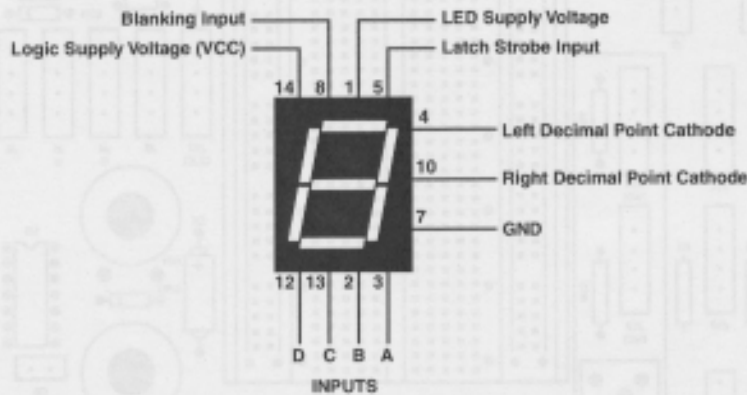 Blanking Input
LED Supply Voltage
Logic Supply Voltage (VCC)
Latch Strobe Input
14 8 1 5
4
Left Decimal Point Cathode
10
Right Decimal Point Cathode
7
GND
12 13 2 3
D C B A
INPUTS